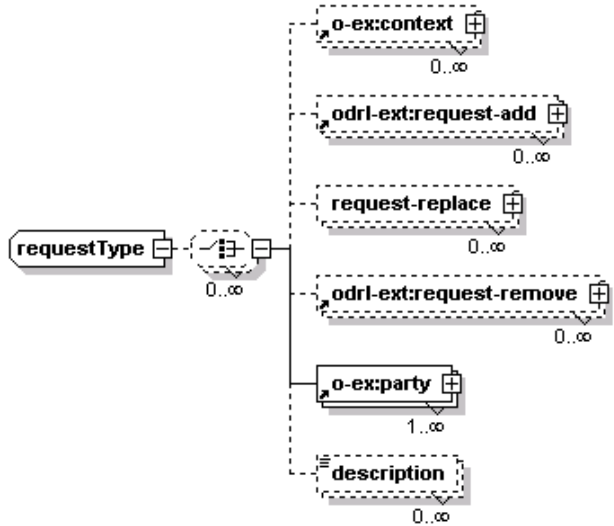 o-ex:context
0..∞
odrl-ext:request-add
0..∞
request-replace
0..∞
requestType
0..∞
odrl-ext:request-remove
0..∞
o-ex:party
1..∞
description
0..∞